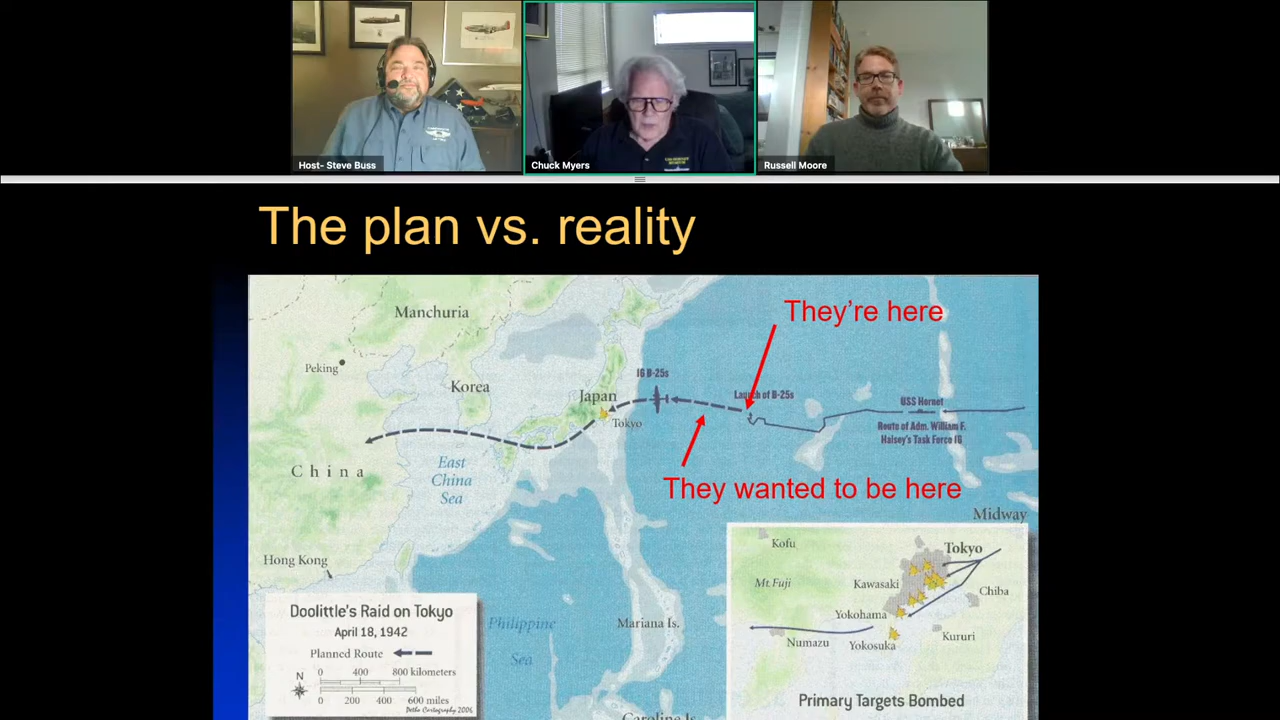 Host- Steve Buss
Chuck Myers
Russell Moore
The plan vs. reality
They're here
Manchuria
Peking
Korea
16 B-25s
Japan
Launch of B-25s
USS Hornet
Tokyo
Route of Adm. William F.
Halsey's Task Force 16
China
East
China
Sea
They wanted to be here
Midway
Hong Kong
Kofu
Tokyo
Mt. Fuji
Kawasaki
Chiba
Yokohama
Numazu
Yokosuka
Kururi
Primary Targets Bombed
Doolittle's Raid on Tokyo
April 18, 1942
Planned Route
N
0 400 800 kilometers
0 200 400 600 miles
Philippine
Sea
Mariana Is.
Caroline Is.